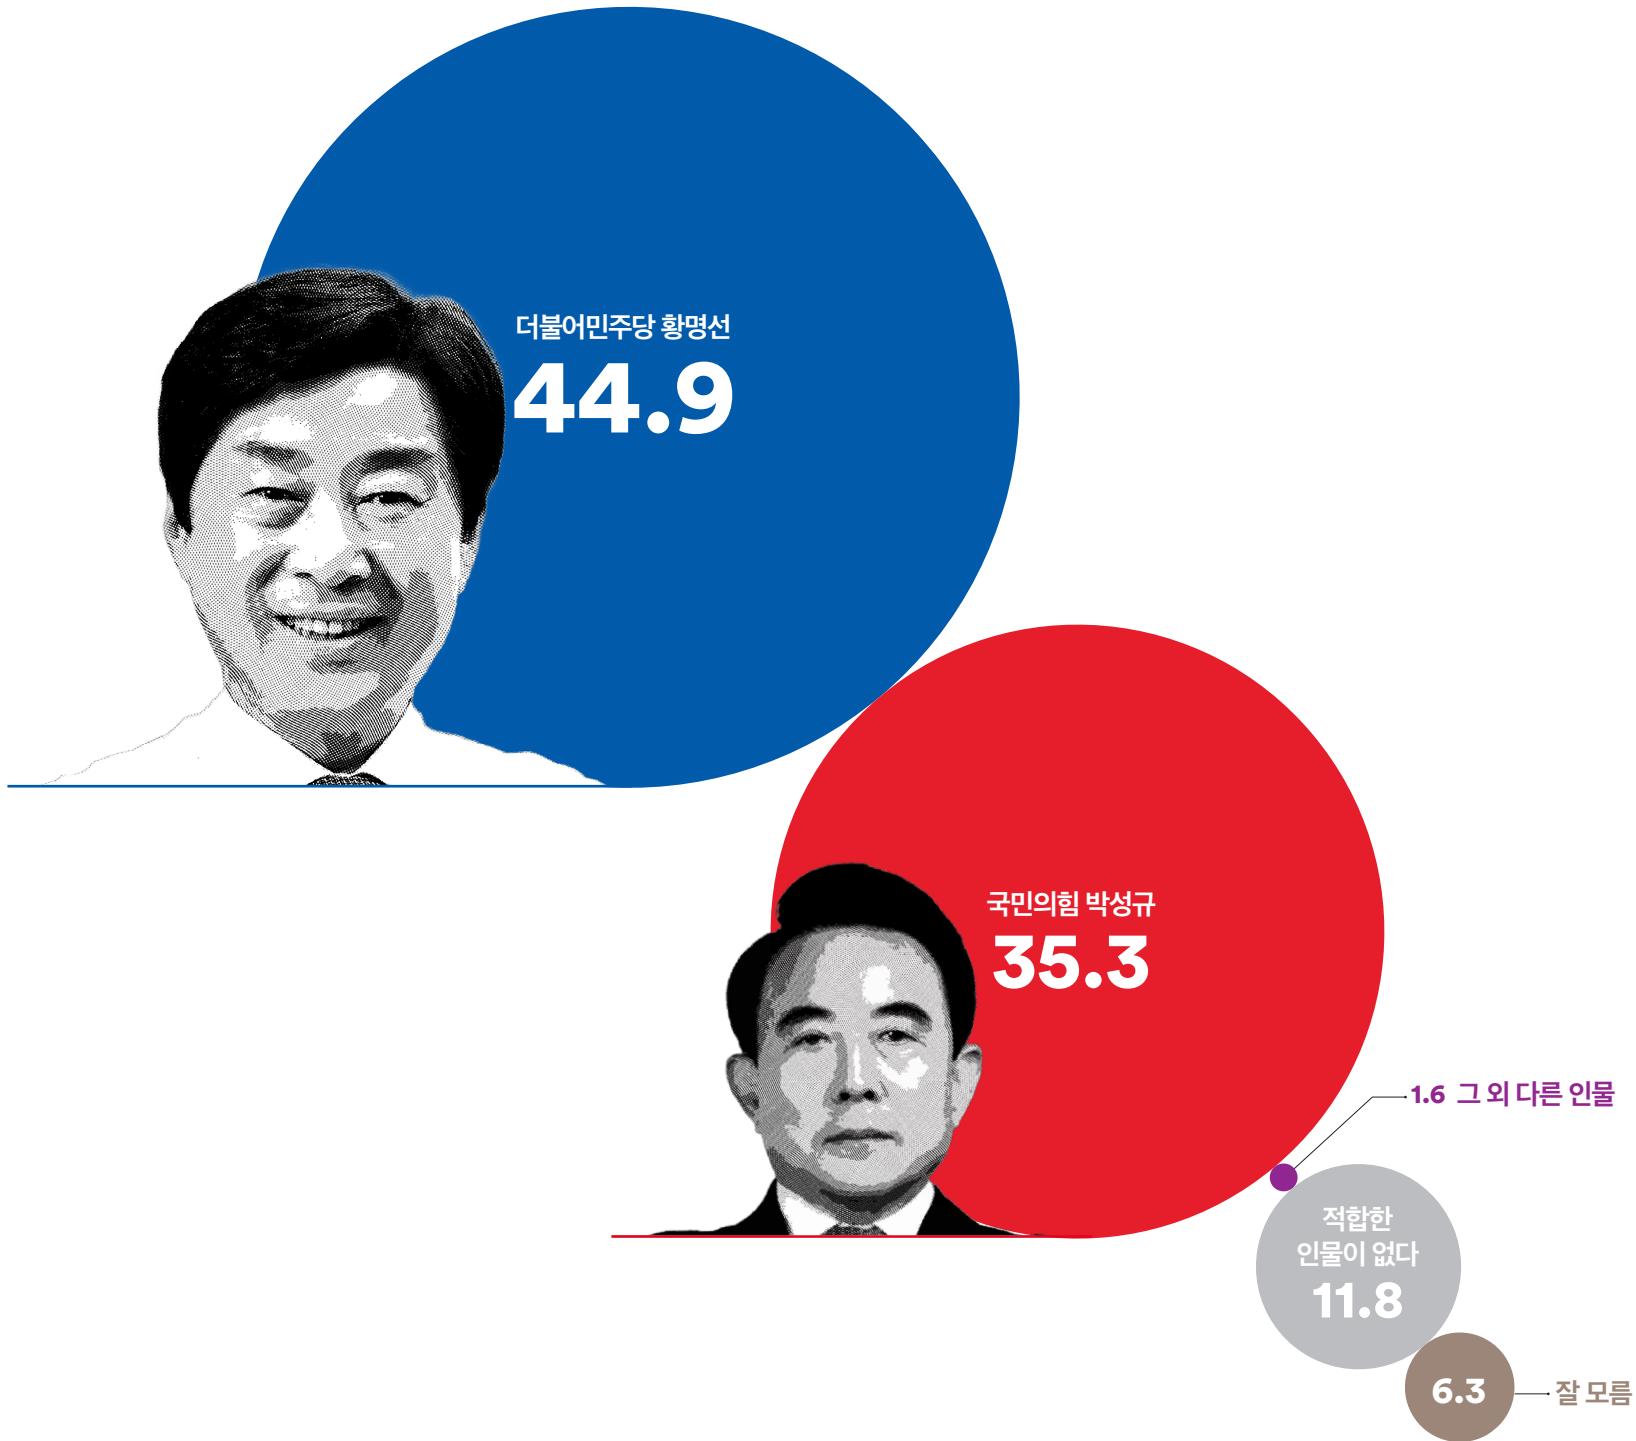 더불어민주당 황명선
44.9
국민의힘 박성규
35.3
1.6 그 외 다른 인물
적합한
인물이 없다
11.8
6.3 잘 모름